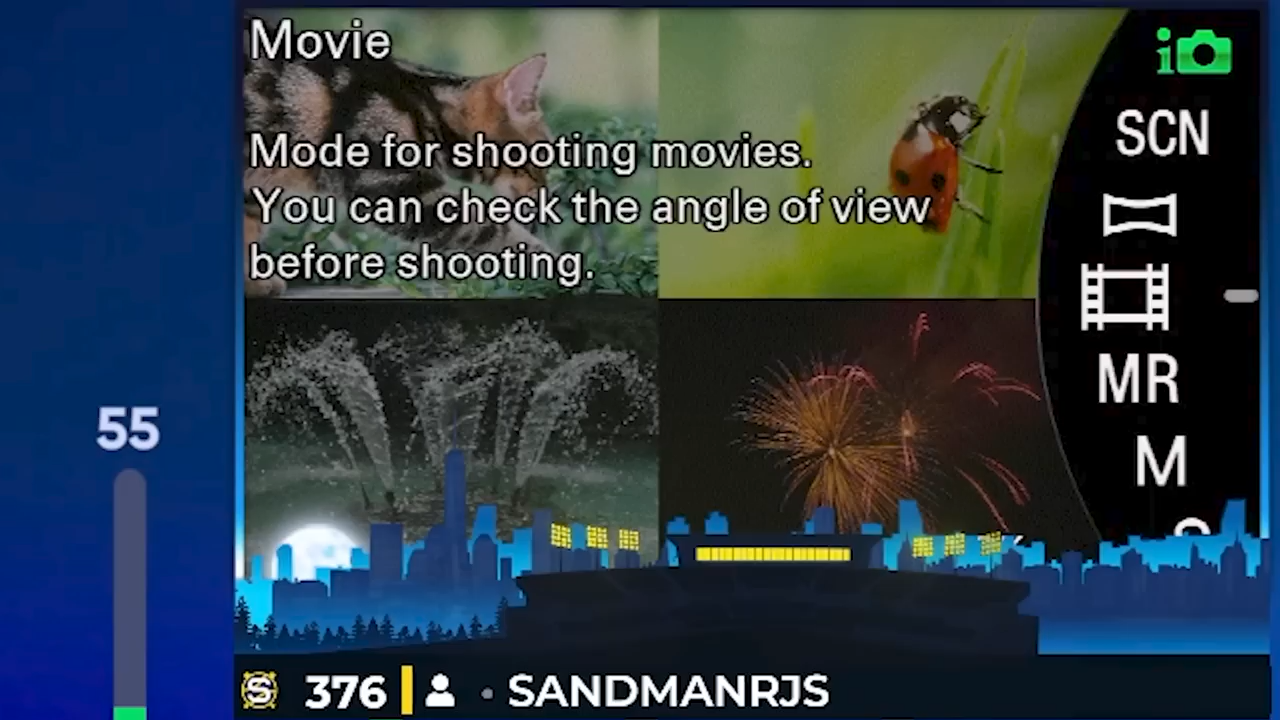 Movie
Mode for shooting movies.
You can check the angle of view
before shooting.
i
SCN
MR
M
55
S 376 SANDMANRJS